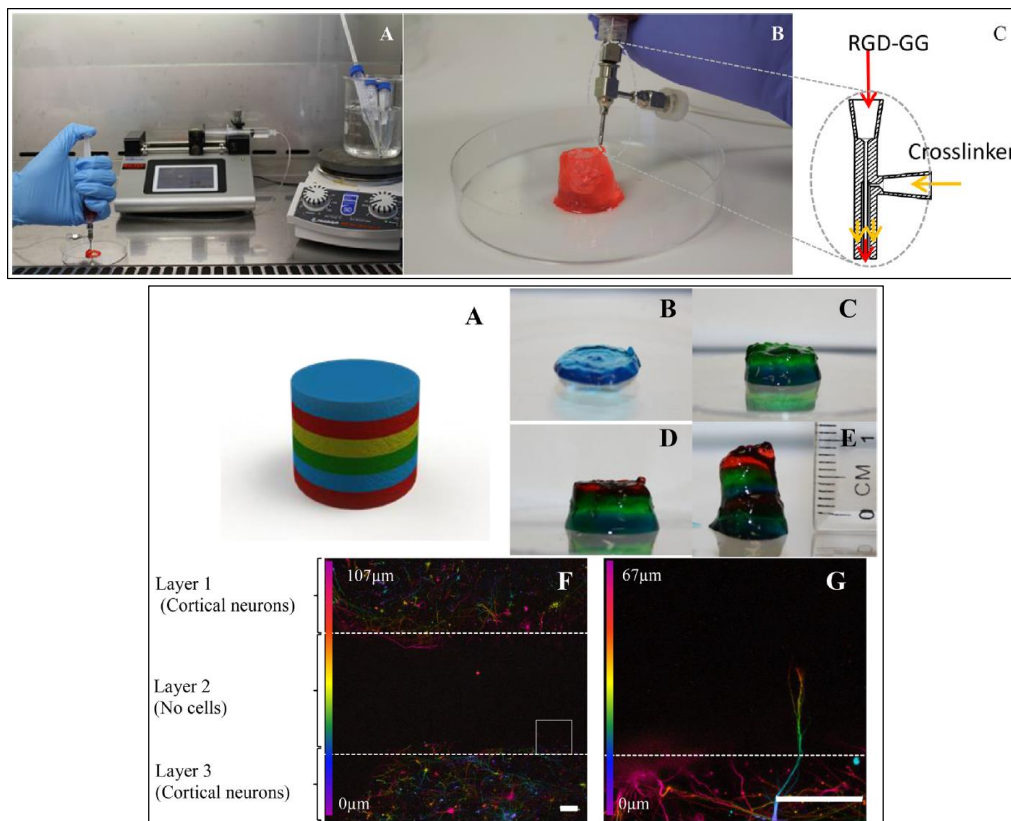 A
B
C
RGD-GG
Crosslinker
A
B
C
D
E
0 CM 1
Layer 1
(Cortical neurons)
Layer 2
(No cells)
Layer 3
(Cortical neurons)
107µm
F
0µm
67µm
G
0µm